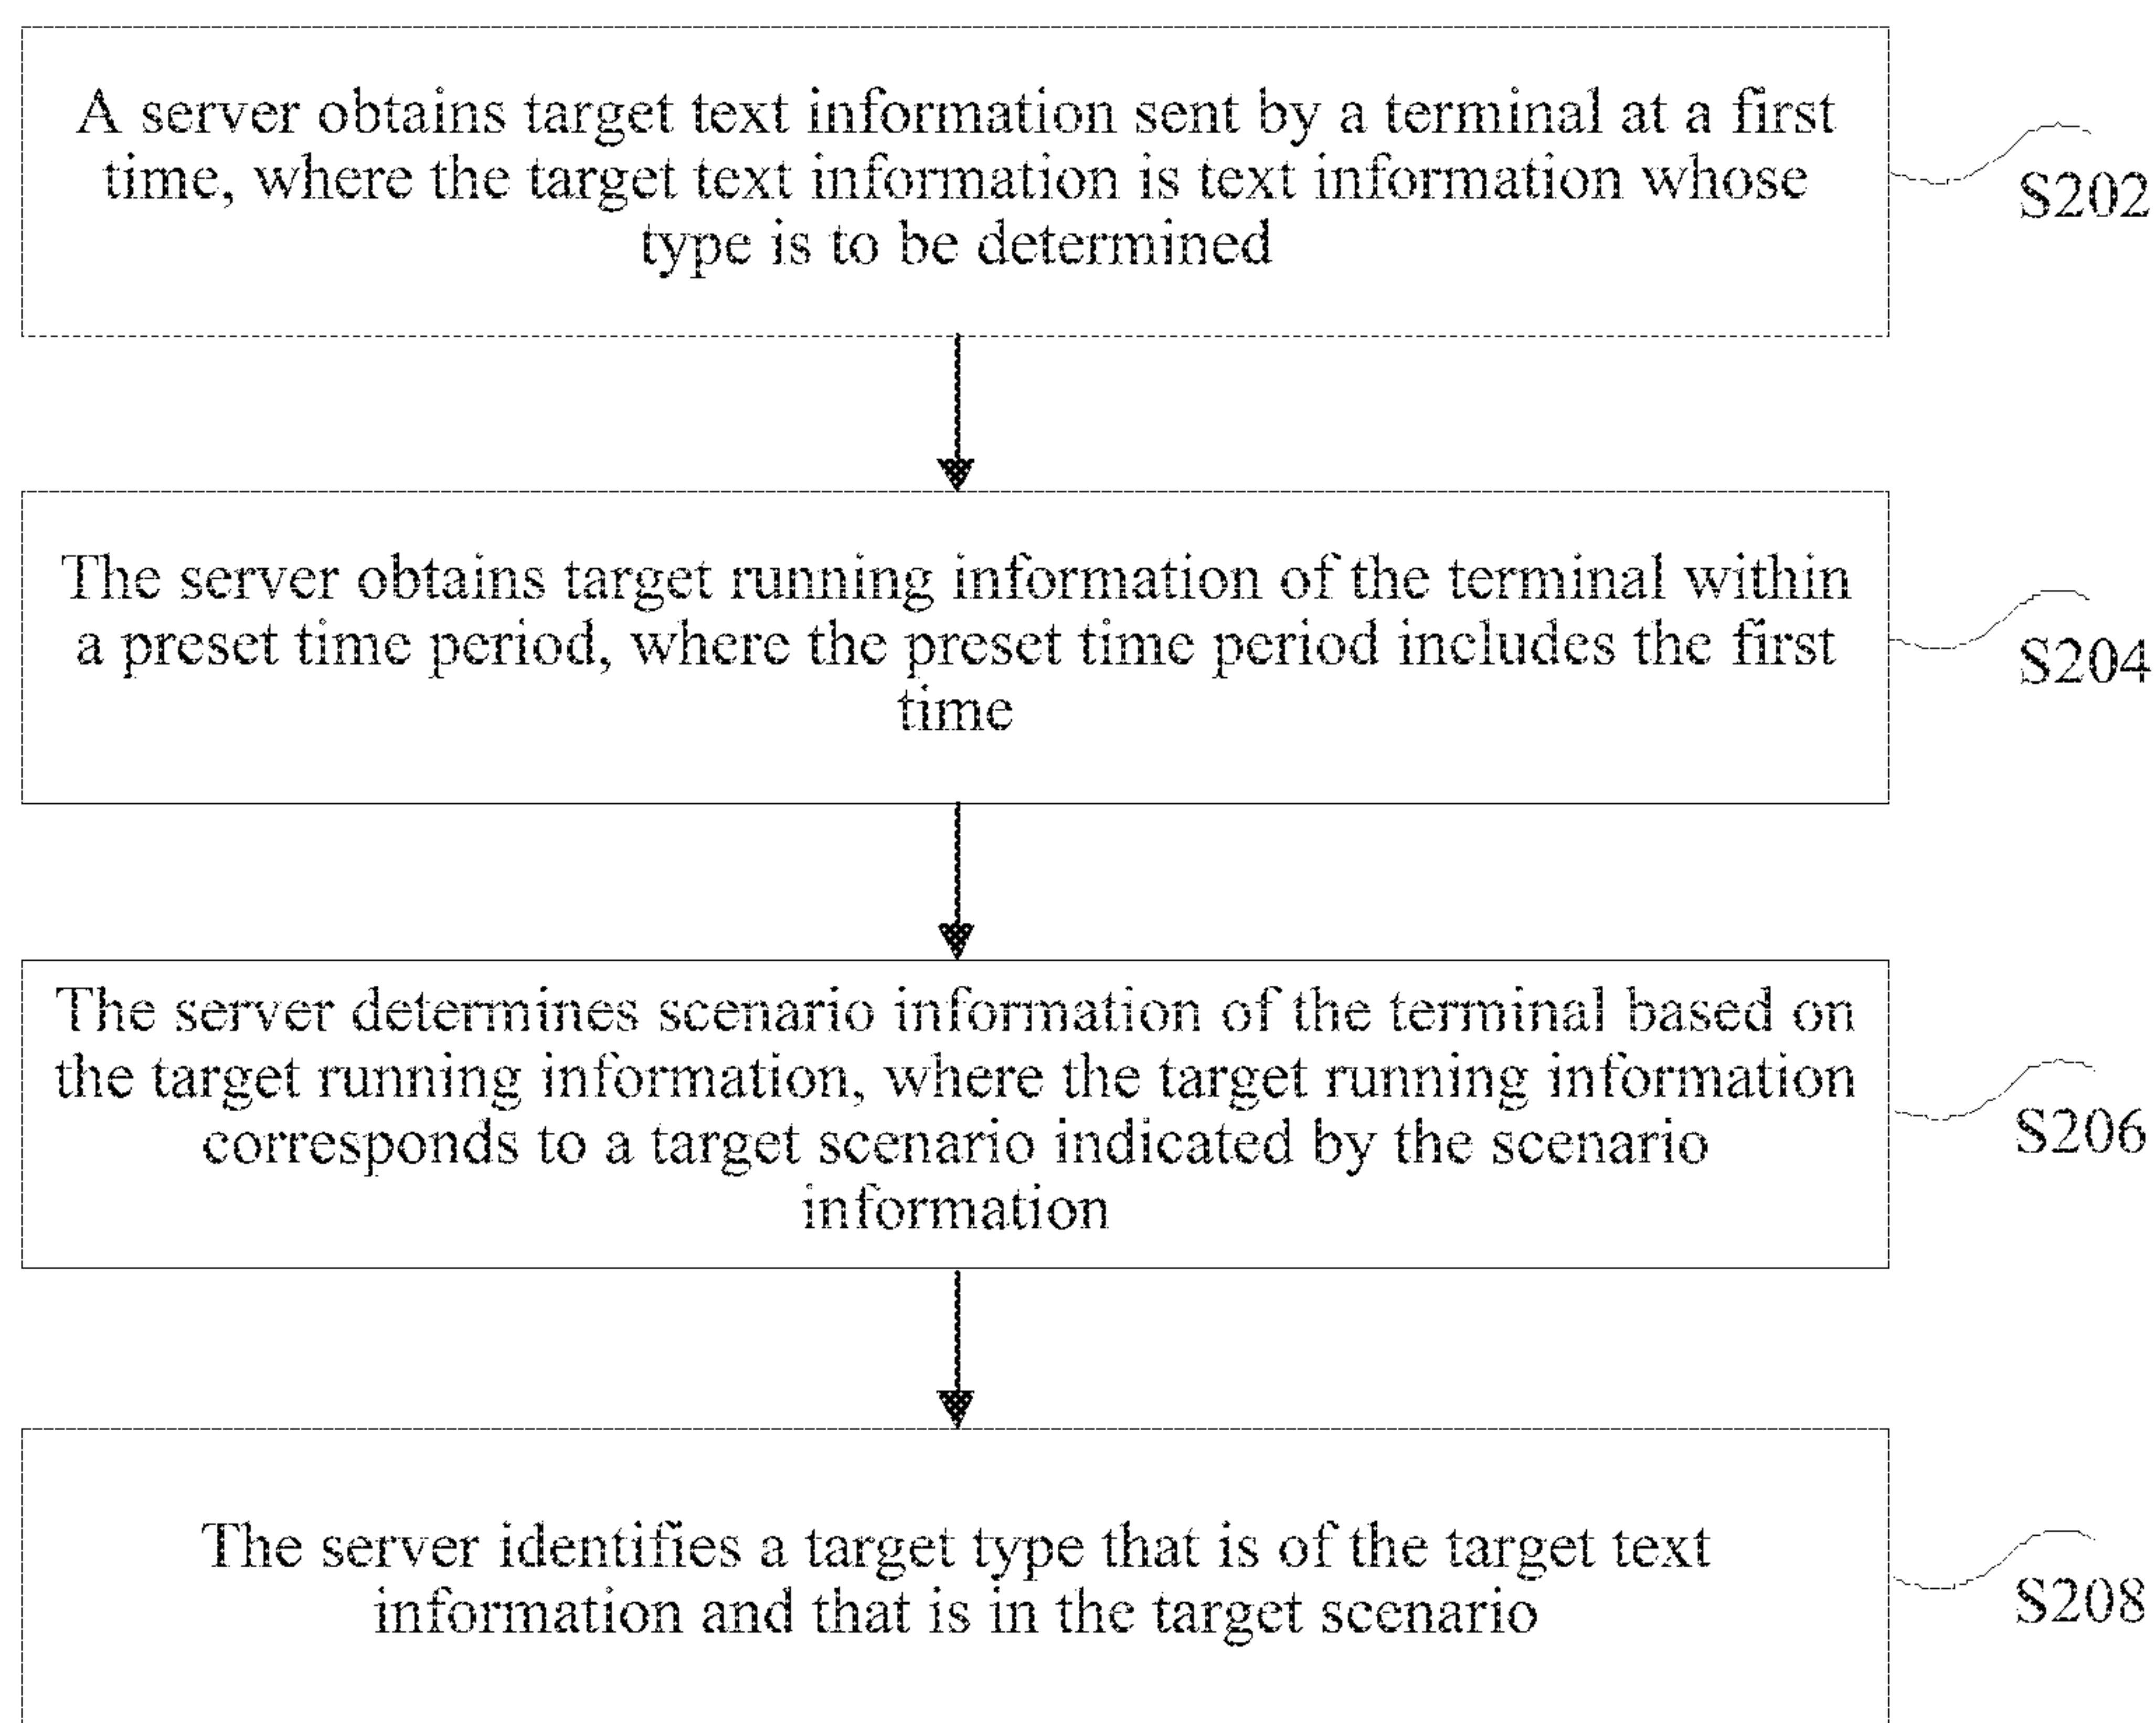 A server obtains target text information sent by a terminal at a first
time, where the target text information is text information whose
type is to be determined
S202
The server obtains target running information of the terminal within
a preset time period, where the preset time period includes the first
time
S204
The server determines scenario information of the terminal based on
the target running information, where the target running information
corresponds to a target scenario indicated by the scenario
information
S206
The server identifies a target type that is of the target text
information and that is in the target scenario
S208